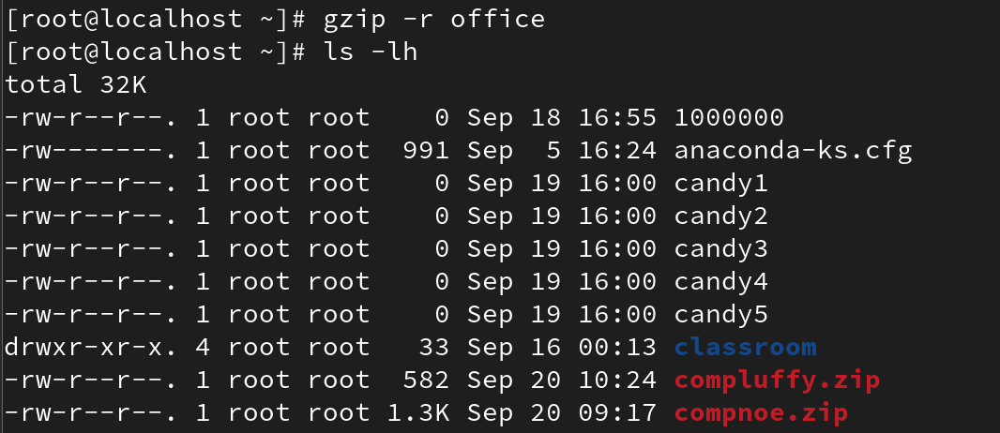 [root@localhost ~]# gzip -r office
[root@localhost ~]# ls -lh
total 32K
-rw-r--r--. 1 root root    0 Sep 18 16:55 1000000
-rw-------. 1 root root  991 Sep  5 16:24 anaconda-ks.cfg
-rw-r--r--. 1 root root    0 Sep 19 16:00 candy1
-rw-r--r--. 1 root root    0 Sep 19 16:00 candy2
-rw-r--r--. 1 root root    0 Sep 19 16:00 candy3
-rw-r--r--. 1 root root    0 Sep 19 16:00 candy4
-rw-r--r--. 1 root root    0 Sep 19 16:00 candy5
drwxr-xr-x. 4 root root   33 Sep 16 00:13 classroom
-rw-r--r--. 1 root root  582 Sep 20 10:24 compluffy.zip
-rw-r--r--. 1 root root 1.3K Sep 20 09:17 compnoe.zip